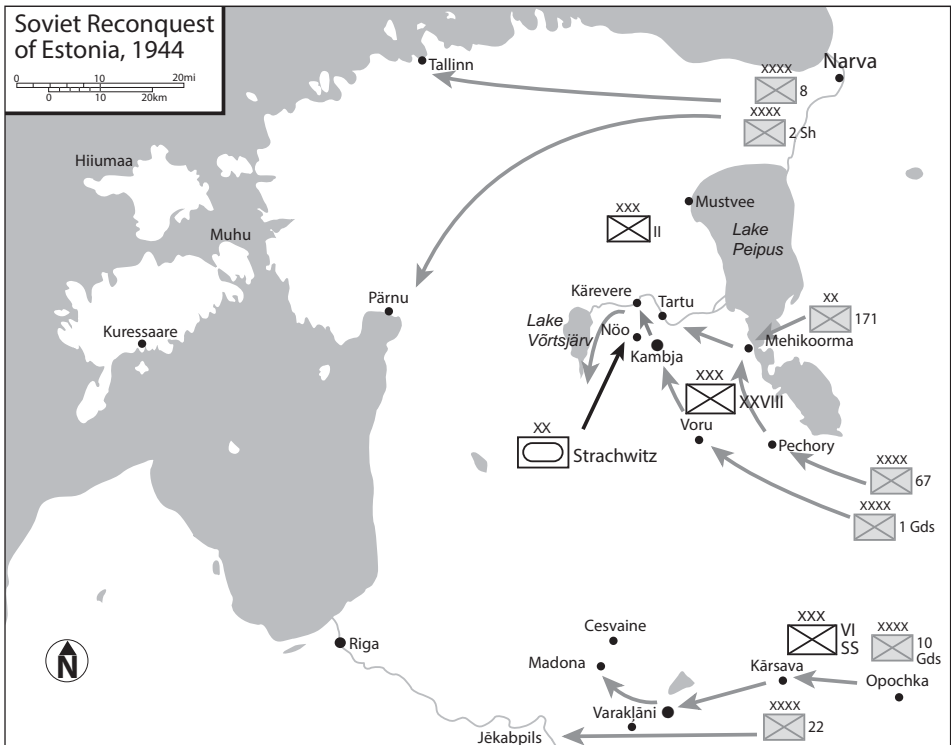 Soviet Reconquest
of Estonia, 1944
0 10 20mi
0 10 20km
Tallinn
Narva
XXXX
8
XXXX
2 Sh
Hiiumaa
Mustvee
XXX
II
Lake
Peipus
Muhu
Pärnu
Kärevere
Tartu
XX
171
Kuressaare
Lake
Võrtsjärv
Nöo
Kambja
Mehikoorma
XXX
XXVIII
Voru
Pechory
XX
Strachwitz
XXXX
67
XXXX
1 Gds
XXX
VI
SS
XXXX
10
Gds
Cesvaine
Madona
Kārsava
Opochka
Riga
N
Varakļāni
XXXX
22
Jēkabpils